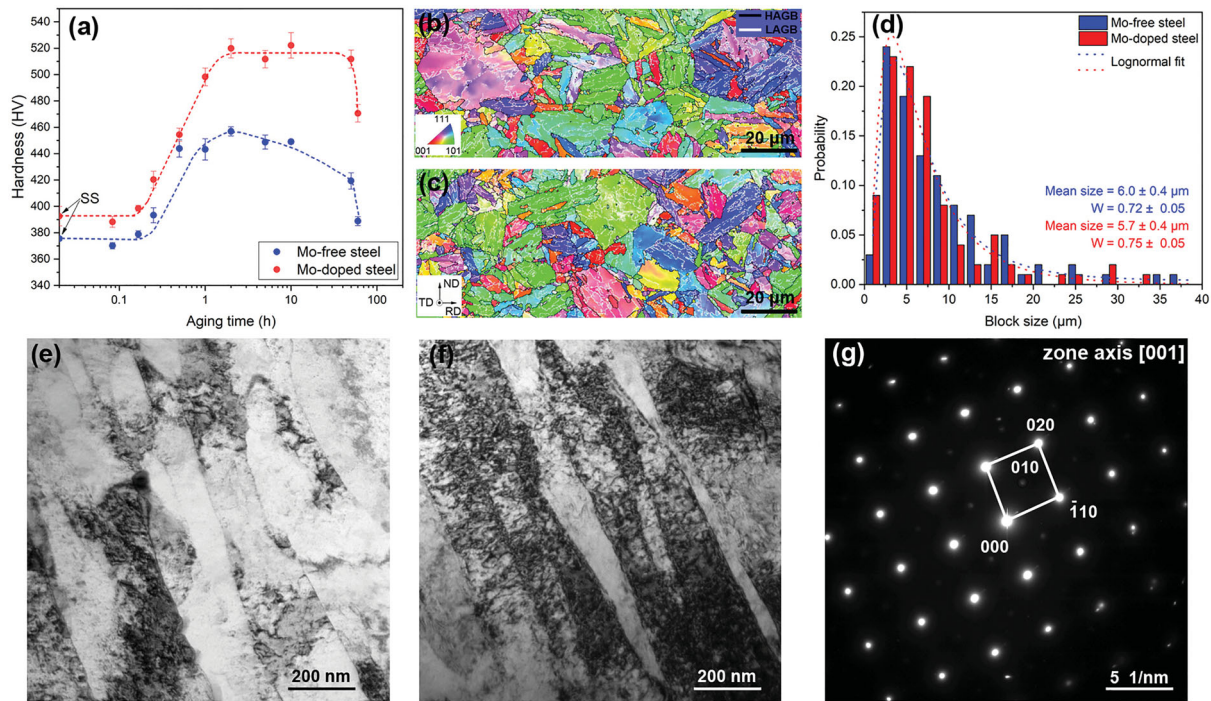 (a)
540
520
500
480
460
440
420
400
380
360
340
Hardness (HV)
SS
Mo-free steel
Mo-doped steel
0.1
1
10
100
Aging time (h)
(b)
HAGB
LAGB
111
001
101
20 µm
(c)
ND
TD
RD
20 µm
(d)
Mo-free steel
Mo-doped steel
Lognormal fit
0.25
0.20
0.15
0.10
0.05
0.00
Probability
Mean size = 6.0 ± 0.4 µm
W = 0.72 ± 0.05
Mean size = 5.7 ± 0.4 µm
W = 0.75 ± 0.05
0
5
10
15
20
25
30
35
40
Block size (µm)
(e)
200 nm
(f)
200 nm
(g)
zone axis [001]
020
010
1̄10
000
5 1/nm